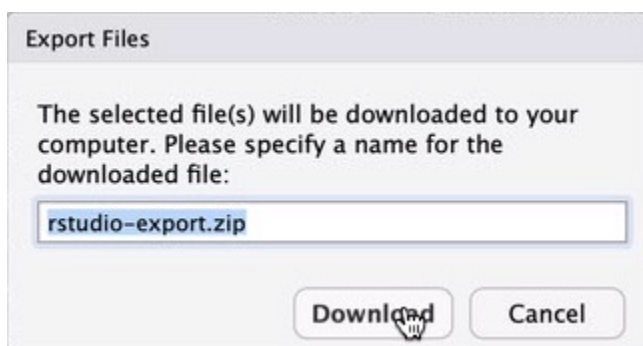 Export Files
The selected file(s) will be downloaded to your
computer. Please specify a name for the
downloaded file:
rstudio-export.zip
Download
Cancel